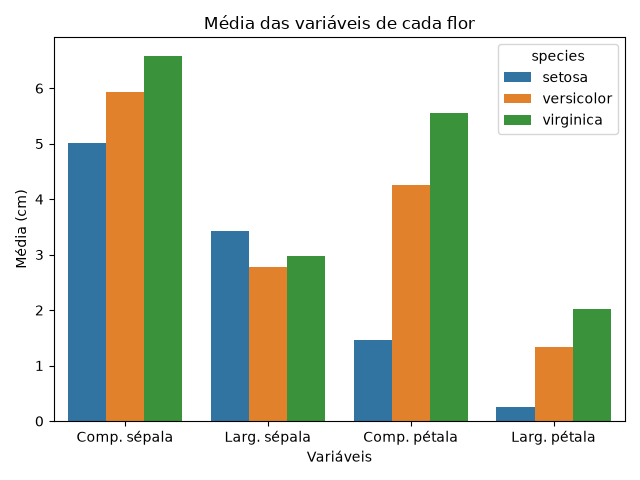 Média das variáveis de cada flor
species
setosa
versicolor
virginica
Média (cm)
6
5
4
3
2
1
0
Comp. sépala
Larg. sépala
Comp. pétala
Larg. pétala
Variáveis